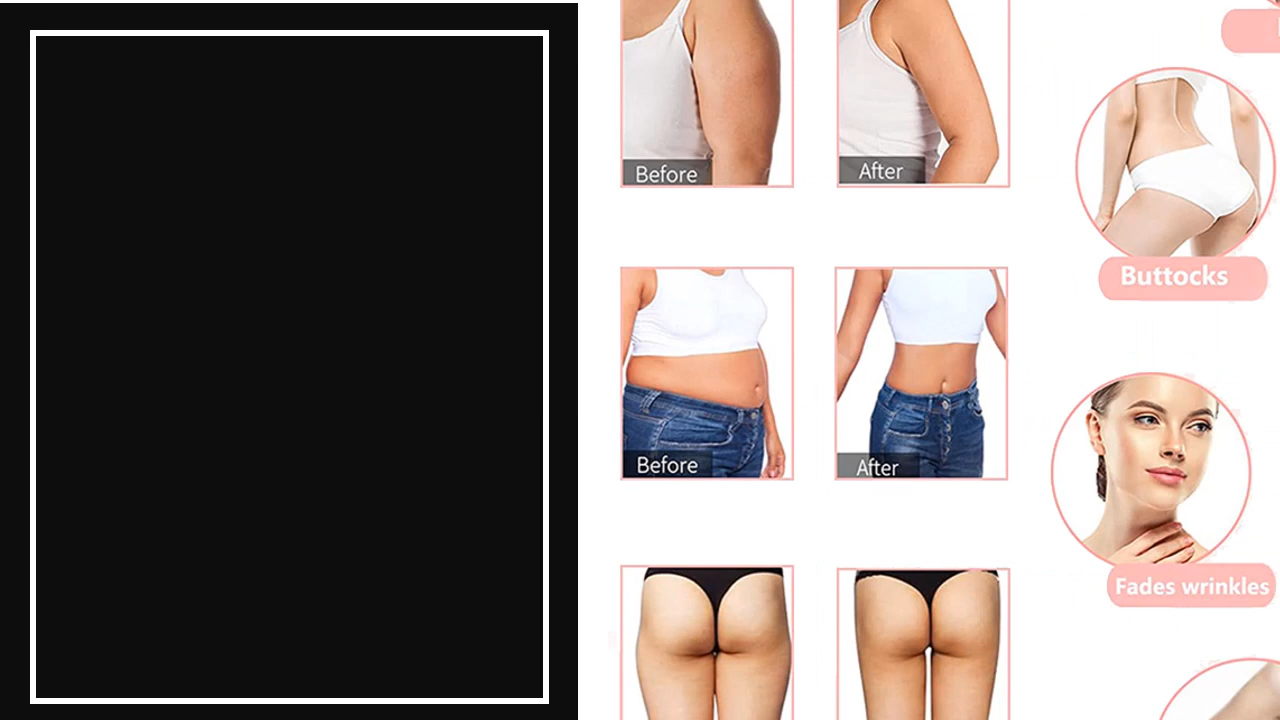 Before
After
Buttocks
Before
After
Fades wrinkles